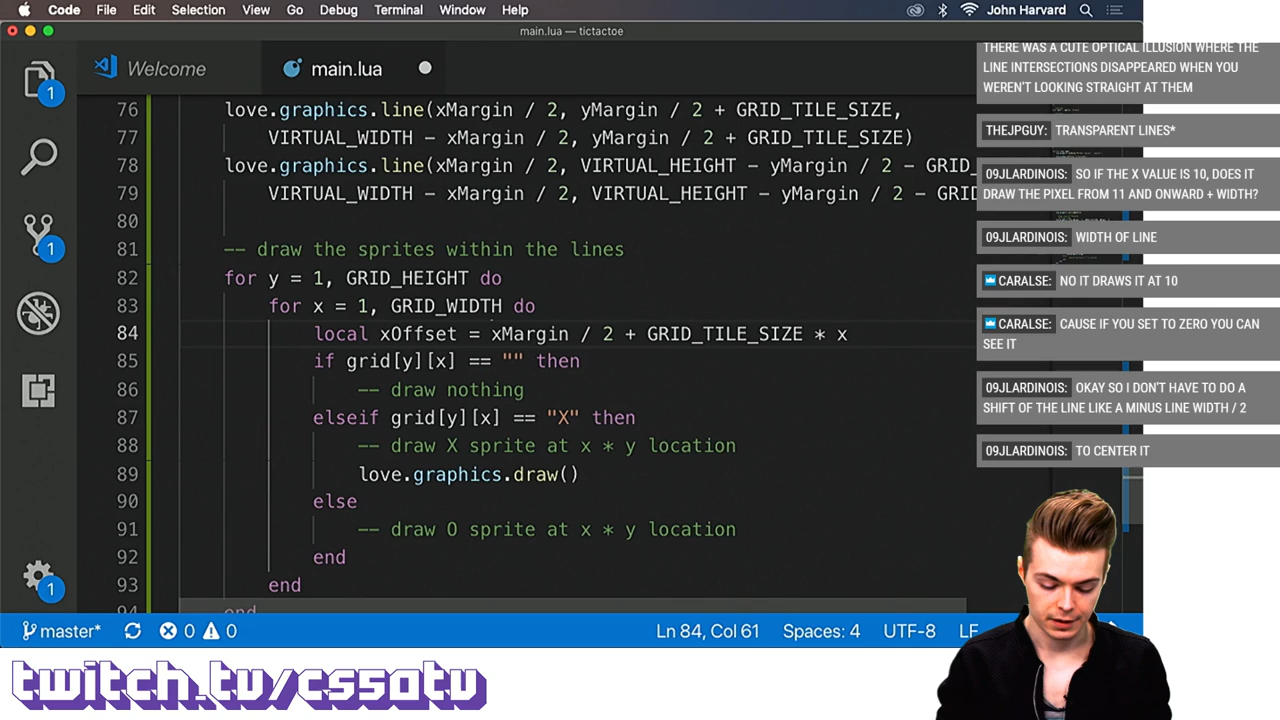 Code File Edit Selection View Go Debug Terminal Window Help John Harvard
main.lua — tictactoe
Welcome main.lua
76 love.graphics.line(xMargin / 2, yMargin / 2 + GRID_TILE_SIZE,
77 VIRTUAL_WIDTH - xMargin / 2, yMargin / 2 + GRID_TILE_SIZE)
78 love.graphics.line(xMargin / 2, VIRTUAL_HEIGHT - yMargin / 2 - GRID_
79 VIRTUAL_WIDTH - xMargin / 2, VIRTUAL_HEIGHT - yMargin / 2 - GRID
80
81 -- draw the sprites within the lines
82 for y = 1, GRID_HEIGHT do
83 for x = 1, GRID_WIDTH do
84 local xOffset = xMargin / 2 + GRID_TILE_SIZE * x
85 if grid[y][x] == "" then
86 -- draw nothing
87 elseif grid[y][x] == "X" then
88 -- draw X sprite at x * y location
89 love.graphics.draw()
90 else
91 -- draw O sprite at x * y location
92 end
93 end
94 end
1
1
1
master* 0 0 Ln 84, Col 61 Spaces: 4 UTF-8 LF
THERE WAS A CUTE OPTICAL ILLUSION WHERE THE
LINE INTERSECTIONS DISAPPEARED WHEN YOU
WEREN'T LOOKING STRAIGHT AT THEM
THEJPGUY: TRANSPARENT LINES*
09JLARDINOIS: SO IF THE X VALUE IS 10, DOES IT
DRAW THE PIXEL FROM 11 AND ONWARD + WIDTH?
09JLARDINOIS: WIDTH OF LINE
CARALSE: NO IT DRAWS IT AT 10
CARALSE: CAUSE IF YOU SET TO ZERO YOU CAN
SEE IT
09JLARDINOIS: OKAY SO I DON'T HAVE TO DO A
SHIFT OF THE LINE LIKE A MINUS LINE WIDTH / 2
09JLARDINOIS: TO CENTER IT
twitch.tv/cs50tv